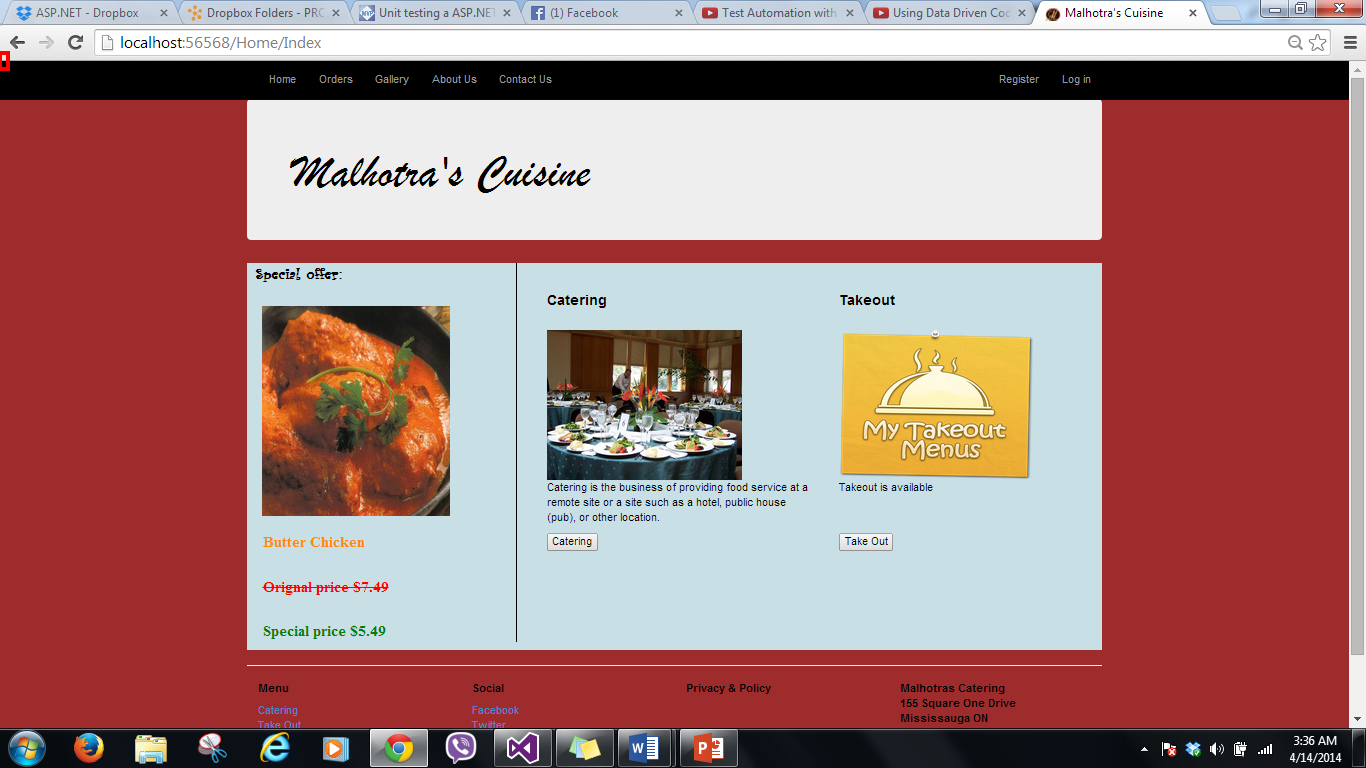 ASP.NET - Dropbox
Dropbox Folders - PRO
Unit testing a ASP.NET
(1) Facebook
Test Automation with
Using Data Driven Cod
Malhotra's Cuisine
localhost:56568/Home/Index
Home Orders Gallery About Us Contact Us Register Log in
Malhotra's Cuisine
Special offer:
Butter Chicken
Orignal price $7.49
Special price $5.49
Catering
Catering is the business of providing food service at a
remote site or a site such as a hotel, public house
(pub), or other location.
Catering
Takeout
My Takeout
Menus
Takeout is available
Take Out
Menu
Catering
Take Out
Social
Facebook
Twitter
Privacy & Policy
Malhotras Catering
155 Square One Drive
Mississauga ON
3:36 AM
4/14/2014